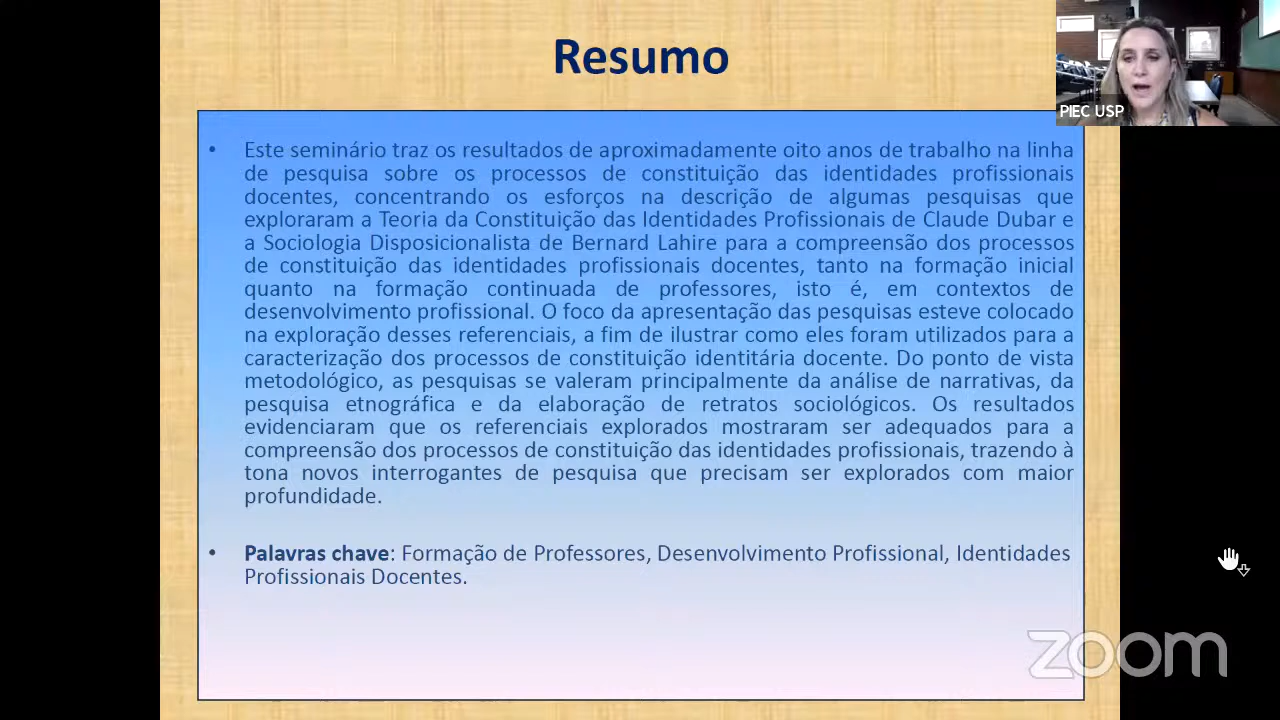 Resumo
PIEC USP
• Este seminário traz os resultados de aproximadamente oito anos de trabalho na linha
de pesquisa sobre os processos de constituição das identidades profissionais
docentes, concentrando os esforços na descrição de algumas pesquisas que
exploraram a Teoria da Constituição das Identidades Profissionais de Claude Dubar e
a Sociologia Disposicionalista de Bernard Lahire para a compreensão dos processos
de constituição das identidades profissionais docentes, tanto na formação inicial
quanto na formação continuada de professores, isto é, em contextos de
desenvolvimento profissional. O foco da apresentação das pesquisas esteve colocado
na exploração desses referenciais, a fim de ilustrar como eles foram utilizados para a
caracterização dos processos de constituição identitária docente. Do ponto de vista
metodológico, as pesquisas se valeram principalmente da análise de narrativas, da
pesquisa etnográfica e da elaboração de retratos sociológicos. Os resultados
evidenciaram que os referenciais explorados mostraram ser adequados para a
compreensão dos processos de constituição das identidades profissionais, trazendo à
tona novos interrogantes de pesquisa que precisam ser explorados com maior
profundidade.
• Palavras chave: Formação de Professores, Desenvolvimento Profissional, Identidades
Profissionais Docentes.
zoom